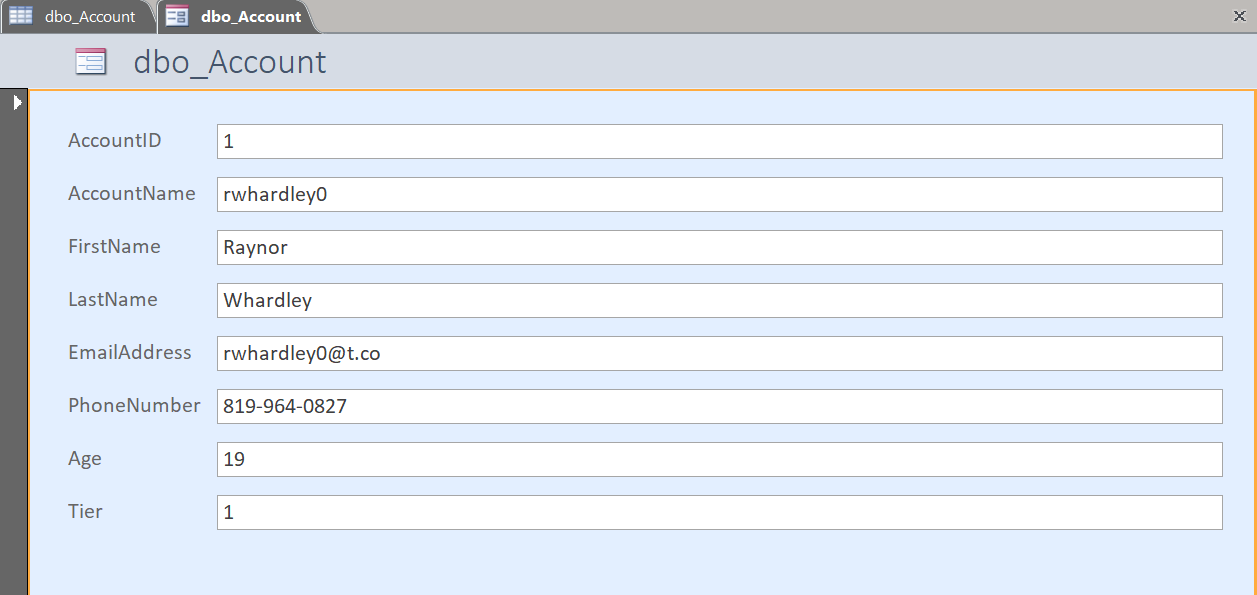 dbo_Account dbo_Account
dbo_Account
AccountID 1
AccountName rwhardley0
FirstName Raynor
LastName Whardley
EmailAddress rwhardley0@t.co
PhoneNumber 819-964-0827
Age 19
Tier 1